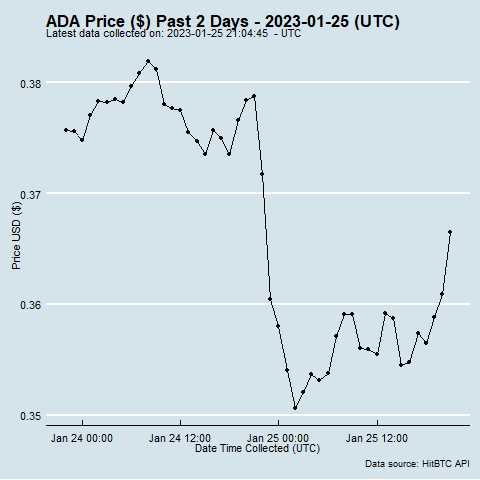 ADA Price ($) Past 2 Days - 2023-01-25 (UTC)
Latest data collected on: 2023-01-25 21:04:45 - UTC
0.38
0.37
0.36
0.35
Price USD ($)
Jan 24 00:00 Jan 24 12:00 Jan 25 00:00 Jan 25 12:00
Date Time Collected (UTC)
Data source: HitBTC API